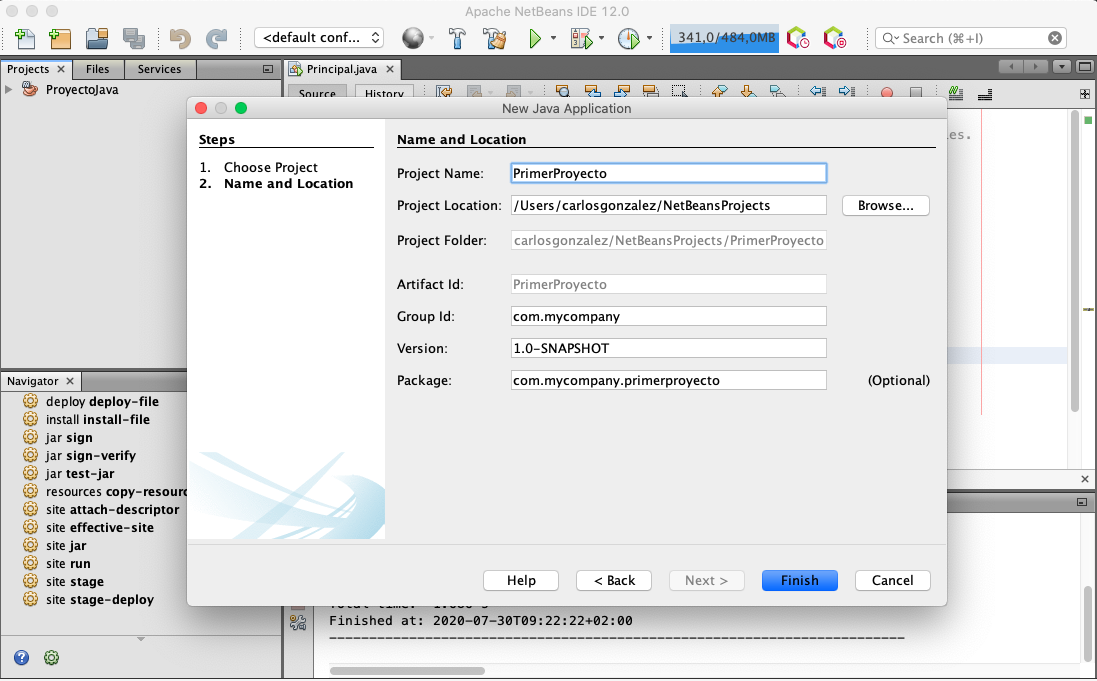 Apache NetBeans IDE 12.0
<default conf...
341,0/484,0MB
Search (⌘+I)
Projects
Files
Services
Principal.java
ProyectoJava
Source
History
es.
New Java Application
Steps
1. Choose Project
2. Name and Location
Name and Location
Project Name: PrimerProyecto
Project Location: /Users/carlosgonzalez/NetBeansProjects Browse...
Project Folder: carlosgonzalez/NetBeansProjects/PrimerProyecto
Artifact Id: PrimerProyecto
Group Id: com.mycompany
Version: 1.0-SNAPSHOT
Package: com.mycompany.primerproyecto (Optional)
Help
< Back
Next >
Finish
Cancel
Navigator
deploy deploy-file
install install-file
jar sign
jar sign-verify
jar test-jar
resources copy-resourc
site attach-descriptor
site effective-site
site jar
site run
site stage
site stage-deploy
Finished at: 2020-07-30T09:22:22+02:00
------------------------------------------------------------------------